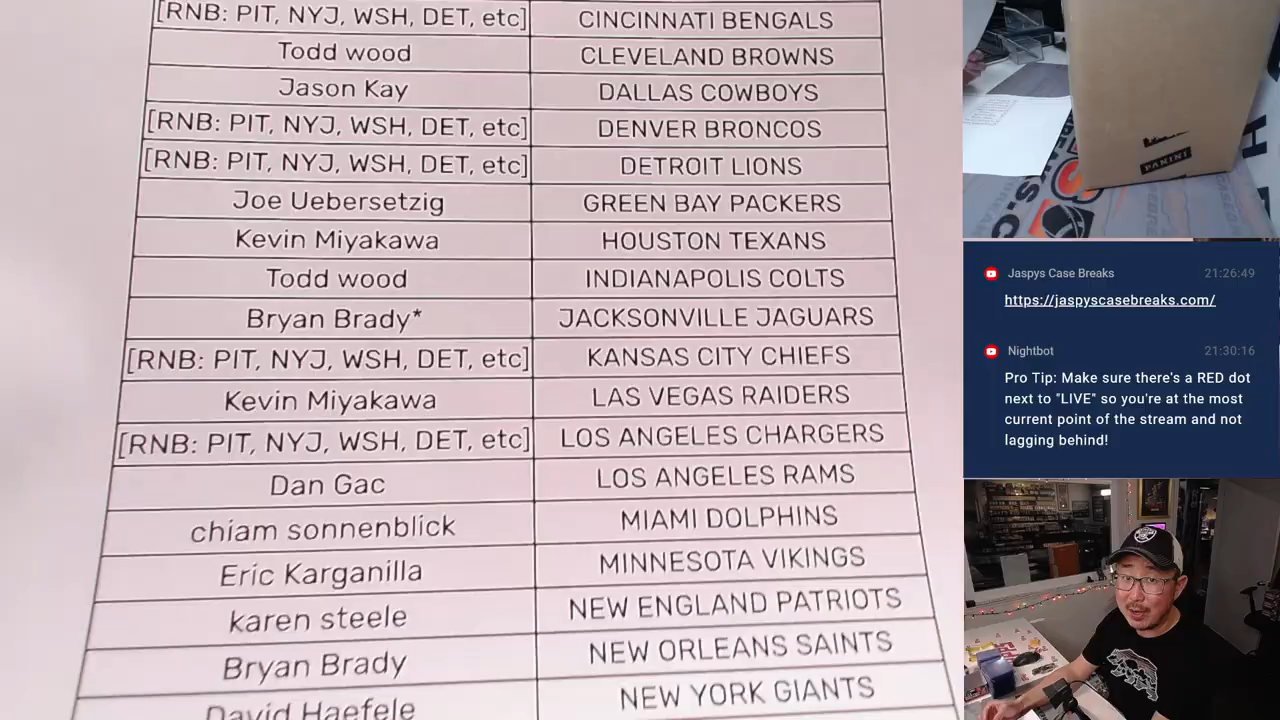 [RNB: PIT, NYJ, WSH, DET, etc] CINCINNATI BENGALS
Todd wood CLEVELAND BROWNS
Jason Kay DALLAS COWBOYS
[RNB: PIT, NYJ, WSH, DET, etc] DENVER BRONCOS
[RNB: PIT, NYJ, WSH, DET, etc] DETROIT LIONS
Joe Uebersetzig GREEN BAY PACKERS
Kevin Miyakawa HOUSTON TEXANS
Todd wood INDIANAPOLIS COLTS
Bryan Brady* JACKSONVILLE JAGUARS
[RNB: PIT, NYJ, WSH, DET, etc] KANSAS CITY CHIEFS
Kevin Miyakawa LAS VEGAS RAIDERS
[RNB: PIT, NYJ, WSH, DET, etc] LOS ANGELES CHARGERS
Dan Gac LOS ANGELES RAMS
chiam sonnenblick MIAMI DOLPHINS
Eric Karganilla MINNESOTA VIKINGS
karen steele NEW ENGLAND PATRIOTS
Bryan Brady NEW ORLEANS SAINTS
David Haefele NEW YORK GIANTS
PANINI
Jaspys Case Breaks 21:26:49
https://jaspyscasebreaks.com/
Nightbot 21:30:16
Pro Tip: Make sure there's a RED dot
next to "LIVE" so you're at the most
current point of the stream and not
lagging behind!